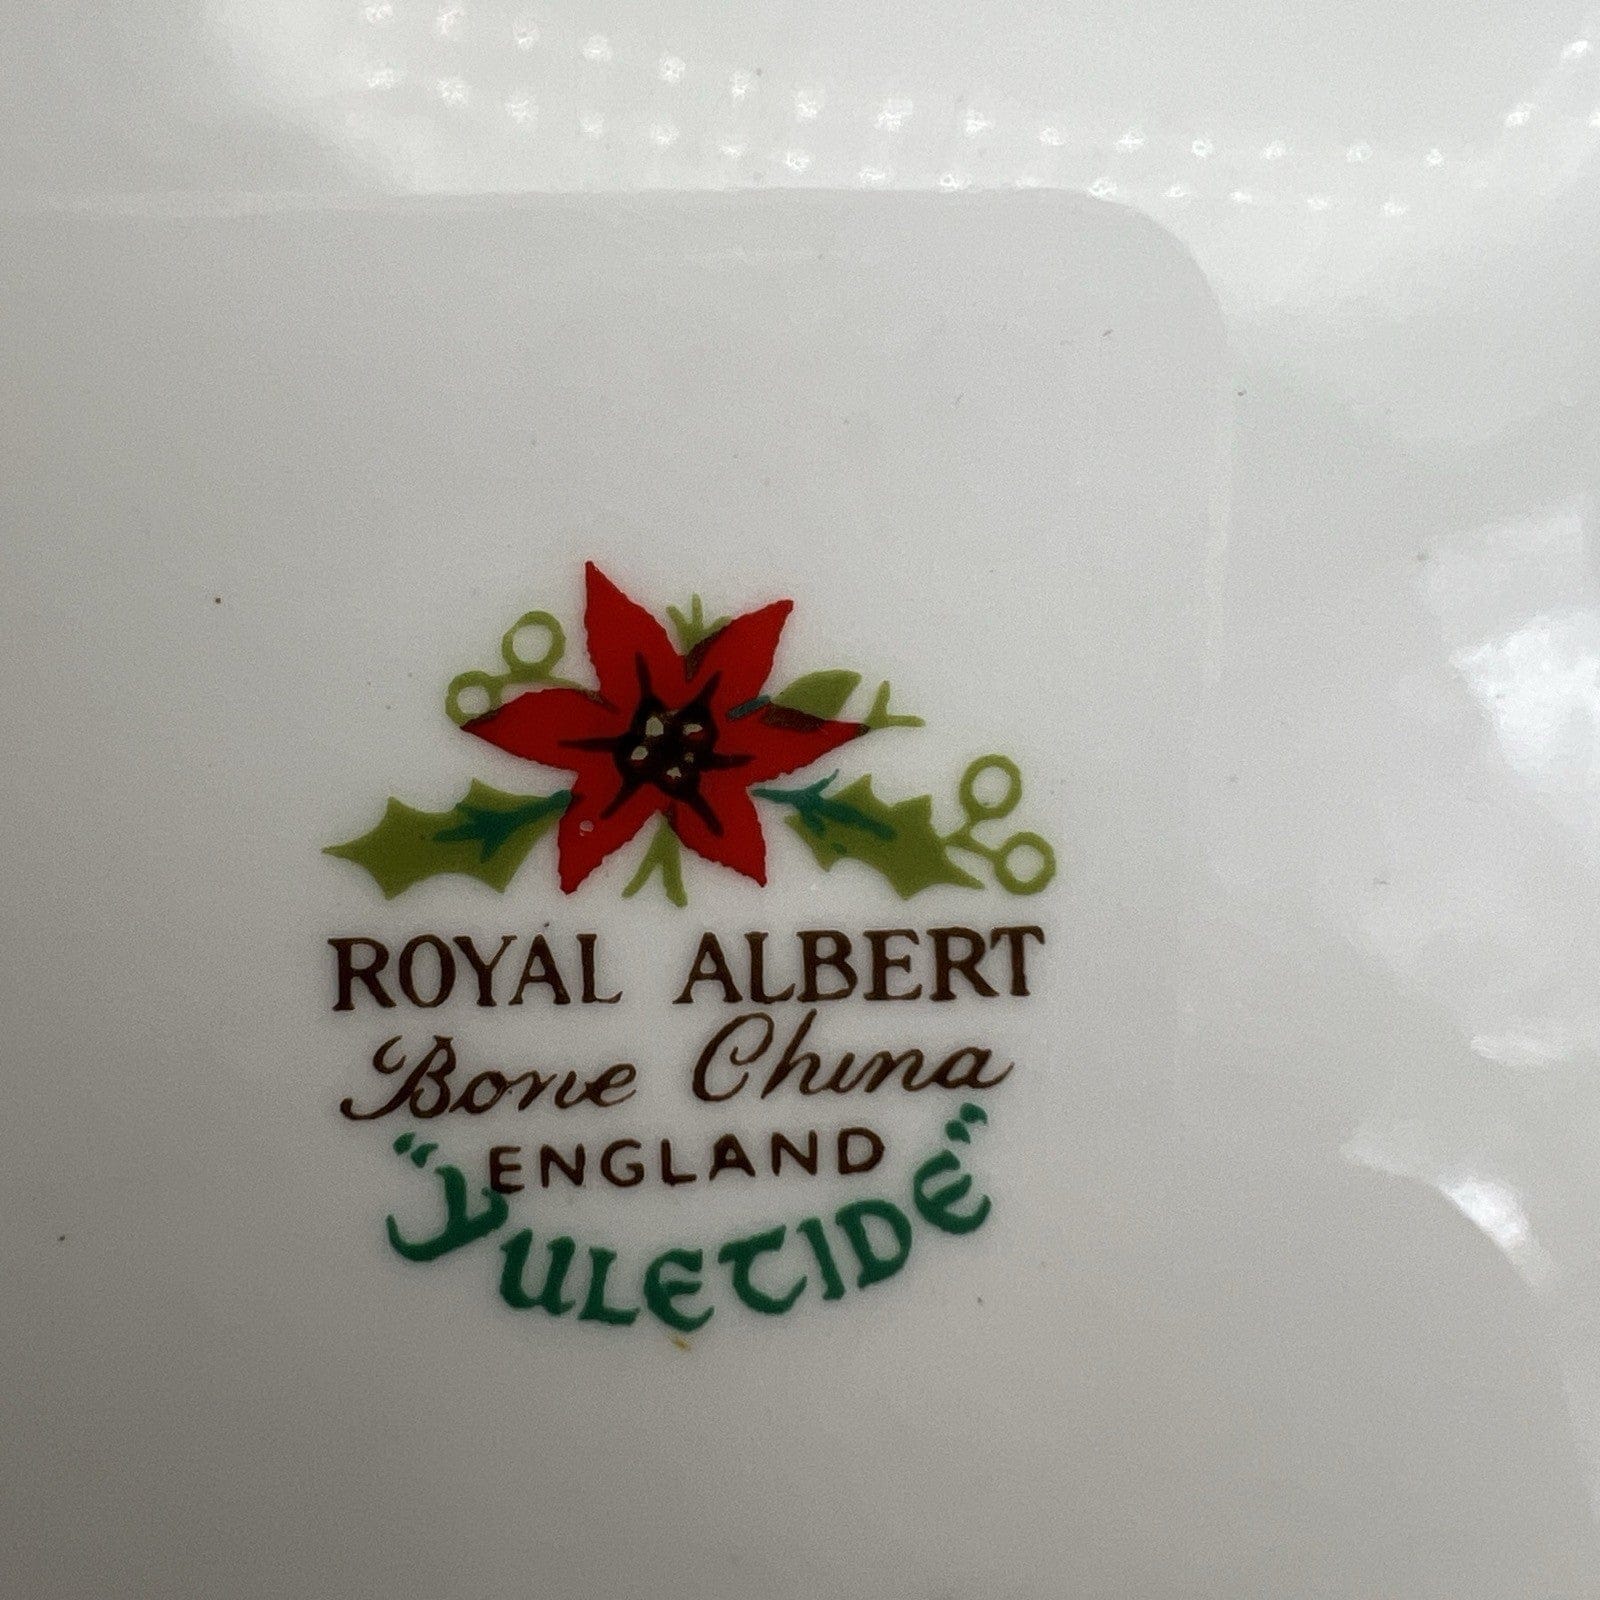 ROYAL ALBERT
Bone China
ENGLAND
"YULETIDE"